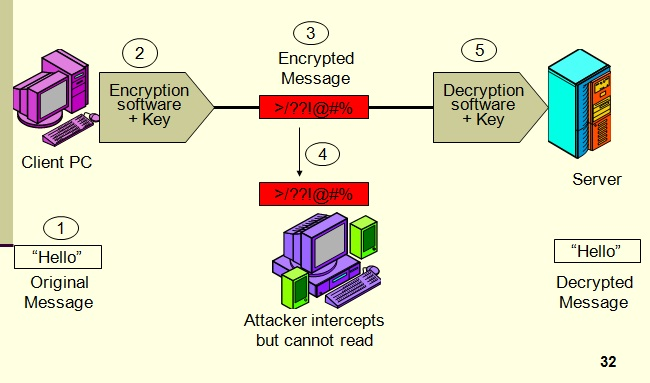 2
3
5
Encrypted
Message
Encryption
software
+ Key
>/??!@#%
Decryption
software
+ Key
Client PC
4
Server
>/??!@#%
1
“Hello”
Original
Message
Attacker intercepts
but cannot read
“Hello”
Decrypted
Message
32